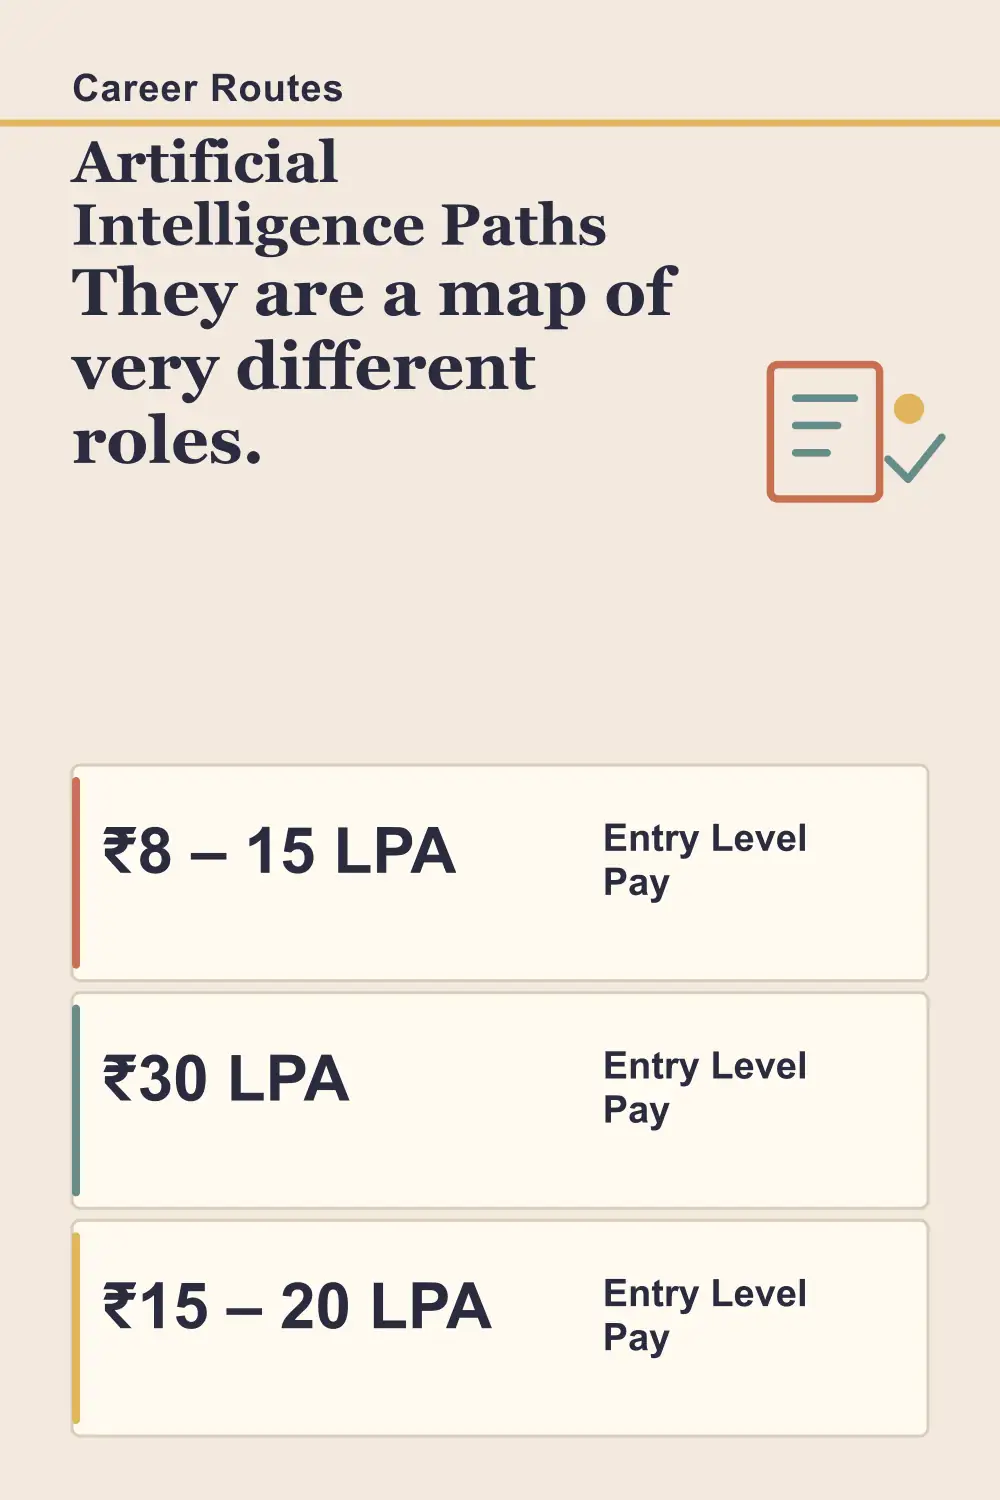 Career Routes
Artificial
Intelligence Paths
They are a map of
very different
roles.
₹8 – 15 LPA
Entry Level
Pay
₹30 LPA
Entry Level
Pay
₹15 – 20 LPA
Entry Level
Pay